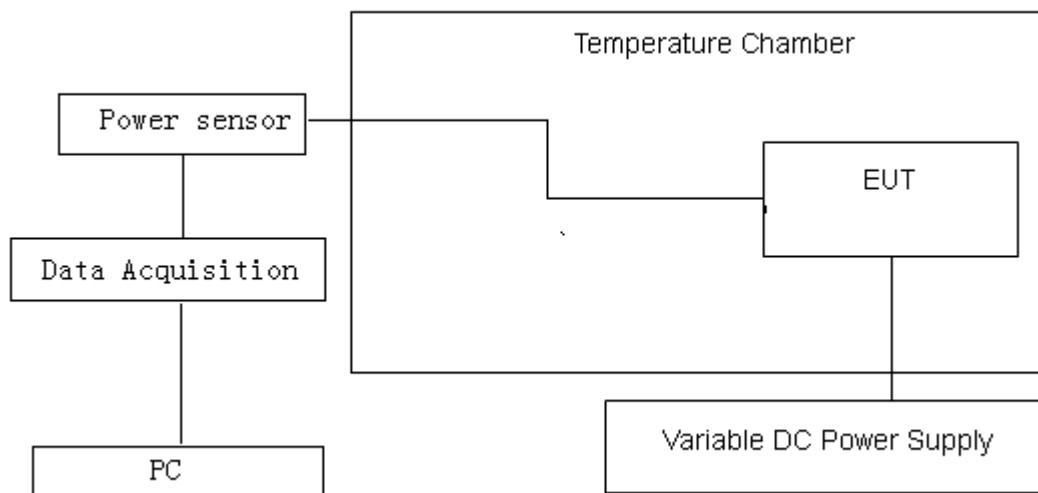 Temperature Chamber
Power sensor
EUT
Data Acquisition
Variable DC Power Supply
PC